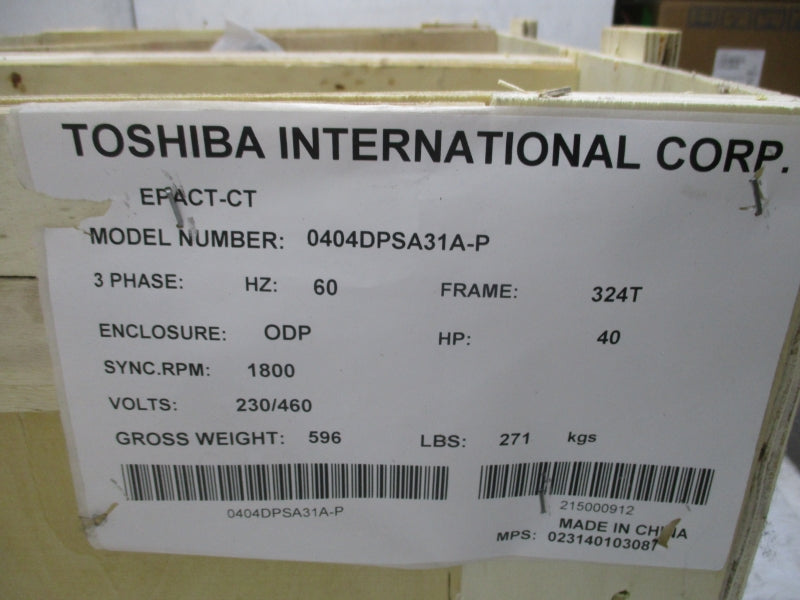 TOSHIBA INTERNATIONAL CORP.
EPACT-CT
MODEL NUMBER: 0404DPSA31A-P
3 PHASE: HZ: 60 FRAME: 324T
ENCLOSURE: ODP HP: 40
SYNC.RPM: 1800
VOLTS: 230/460
GROSS WEIGHT: 596 LBS: 271 kgs
0404DPSA31A-P 215000912
MADE IN CHINA
MPS: 023140103087